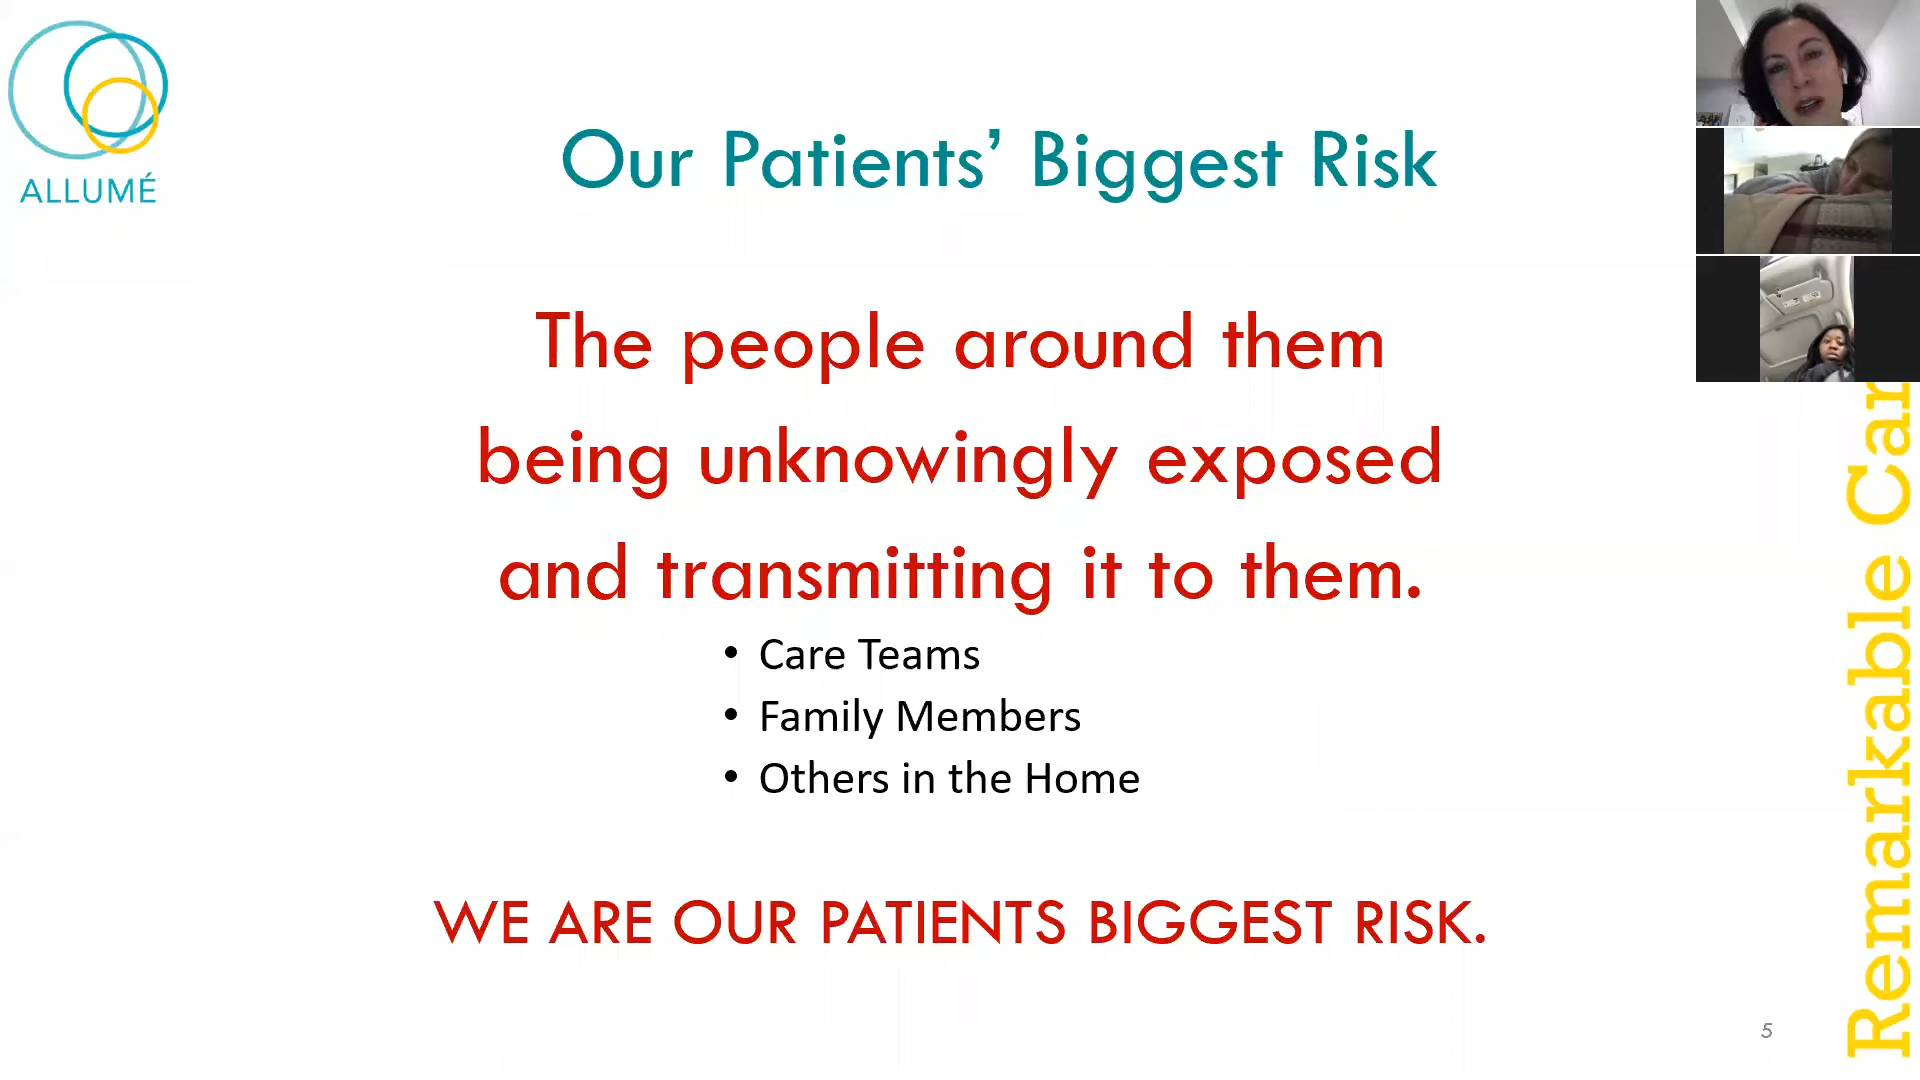 ALLUMÉ
Our Patients’ Biggest Risk
The people around them
being unknowingly exposed
and transmitting it to them.
• Care Teams
• Family Members
• Others in the Home
WE ARE OUR PATIENTS BIGGEST RISK.
5
Remarkable Car